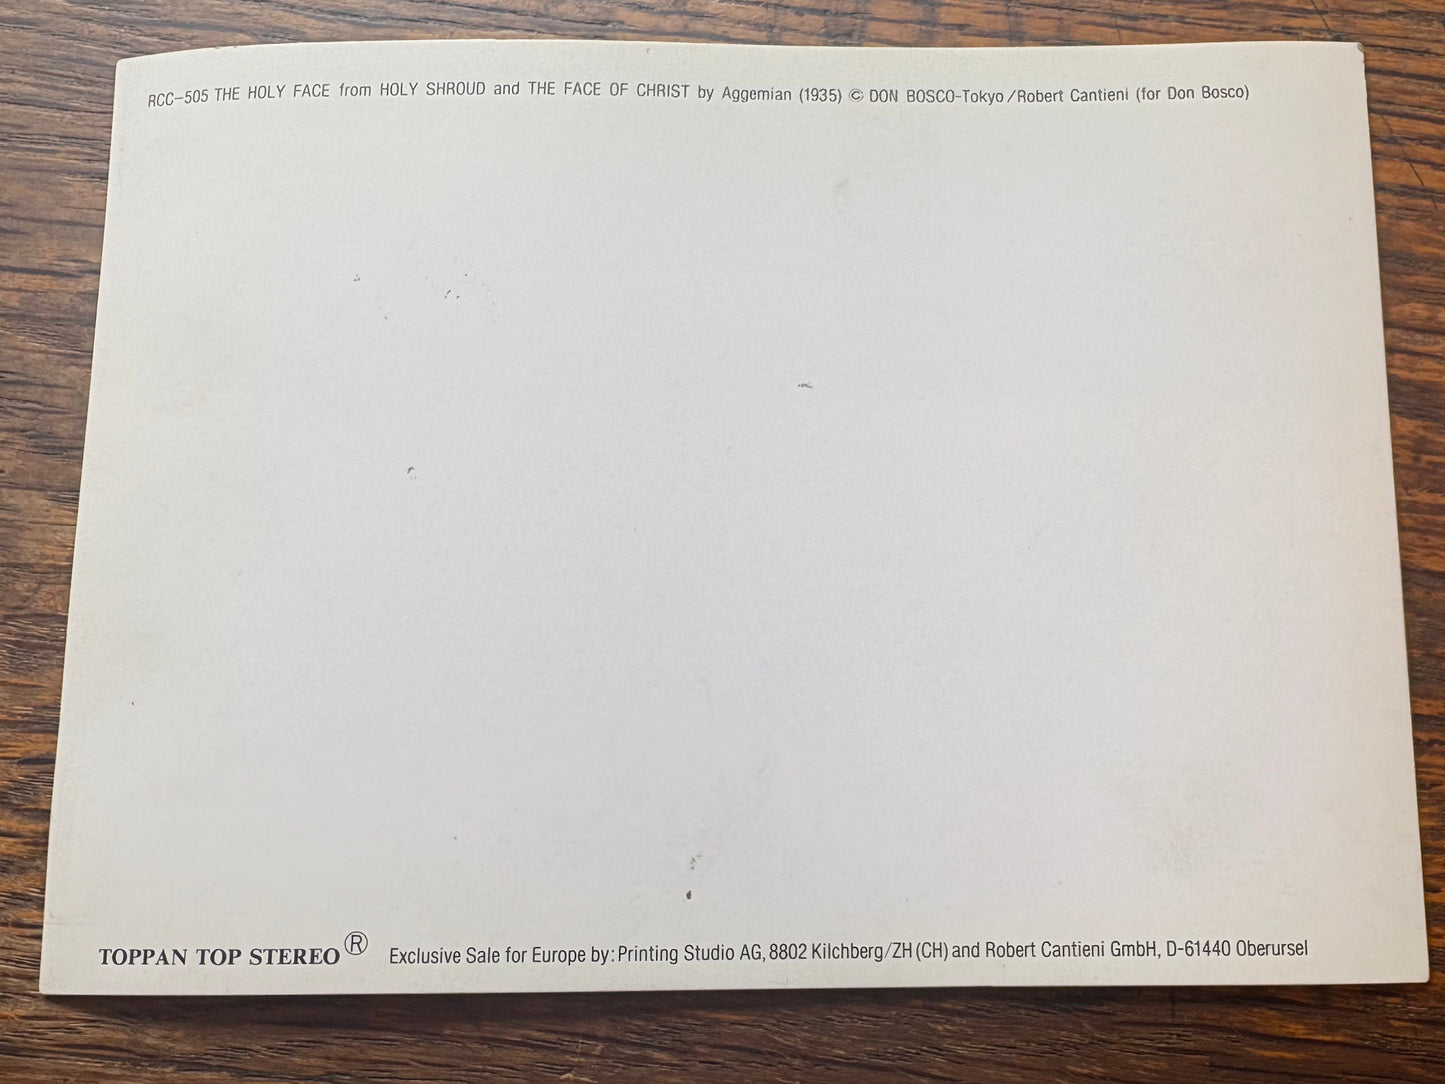 RCC-505 THE HOLY FACE from HOLY SHROUD and THE FACE OF CHRIST by Aggemian (1935) © DON BOSCO-Tokyo/Robert Cantieni (for Don Bosco)
TOPPAN TOP STEREO® Exclusive Sale for Europe by: Printing Studio AG, 8802 Kilchberg/ZH (CH) and Robert Cantieni GmbH, D-61440 Oberursel